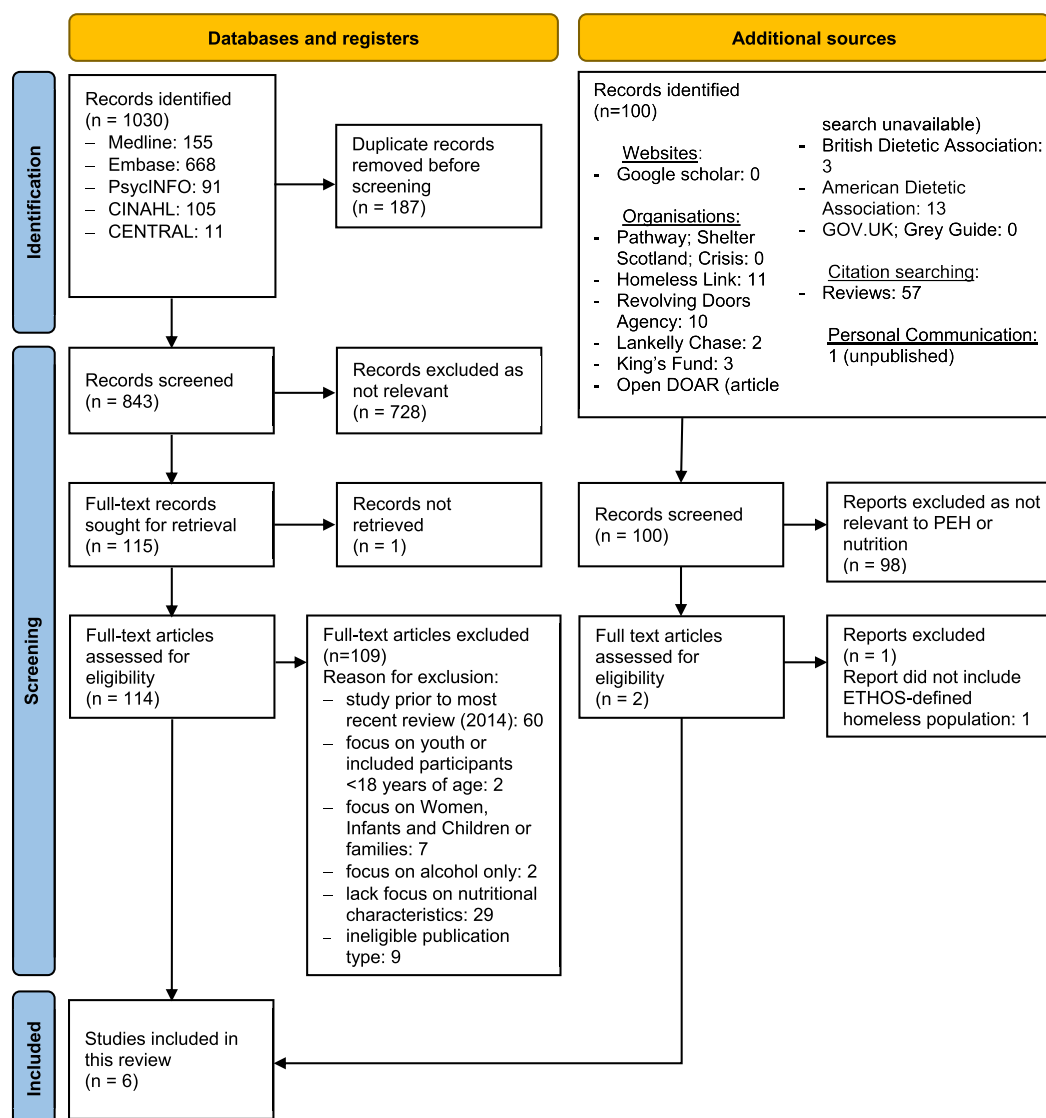 Databases and registers
Additional sources
Identification
Records identified
(n = 1030)
– Medline: 155
– Embase: 668
– PsycINFO: 91
– CINAHL: 105
– CENTRAL: 11
Duplicate records
removed before
screening
(n = 187)
Records identified
(n=100)
Websites:
- Google scholar: 0
Organisations:
- Pathway; Shelter
Scotland; Crisis: 0
- Homeless Link: 11
- Revolving Doors
Agency: 10
- Lankelly Chase: 2
- King's Fund: 3
- Open DOAR (article
search unavailable)
- British Dietetic Association:
3
- American Dietetic
Association: 13
- GOV.UK; Grey Guide: 0
Citation searching:
- Reviews: 57
Personal Communication:
1 (unpublished)
Screening
Records screened
(n = 843)
Records excluded as
not relevant
(n = 728)
Full-text records
sought for retrieval
(n = 115)
Records not
retrieved
(n = 1)
Records screened
(n = 100)
Reports excluded as not
relevant to PEH or
nutrition
(n = 98)
Full-text articles
assessed for
eligibility
(n = 114)
Full-text articles excluded
(n=109)
Reason for exclusion:
– study prior to most
recent review (2014): 60
– focus on youth or
included participants
<18 years of age: 2
– focus on Women,
Infants and Children or
families: 7
– focus on alcohol only: 2
– lack focus on nutritional
characteristics: 29
– ineligible publication
type: 9
Full text articles
assessed for
eligibility
(n = 2)
Reports excluded
(n = 1)
Report did not include
ETHOS-defined
homeless population: 1
Included
Studies included in
this review
(n = 6)